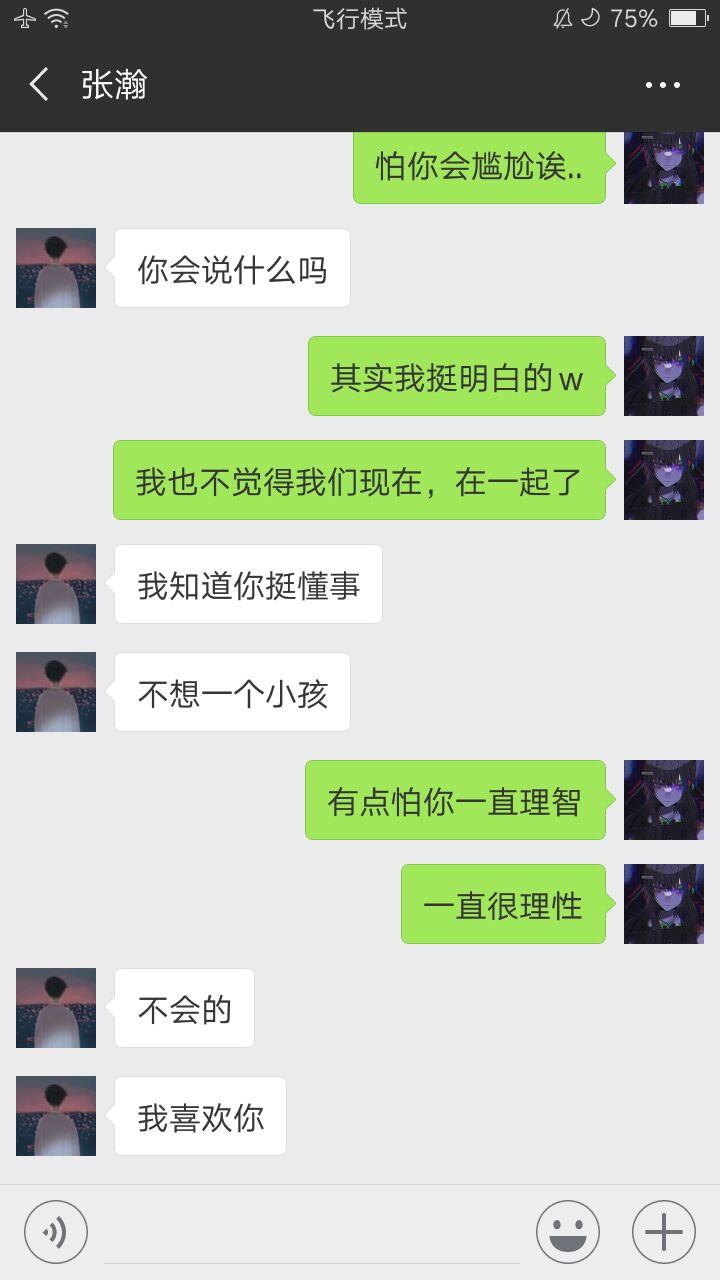 飞行模式
75%
张瀚
怕你会尴尬诶..
你会说什么吗
其实我挺明白的w
我也不觉得我们现在，在一起了
我知道你挺懂事
不想一个小孩
有点怕你一直理智
一直很理性
不会的
我喜欢你